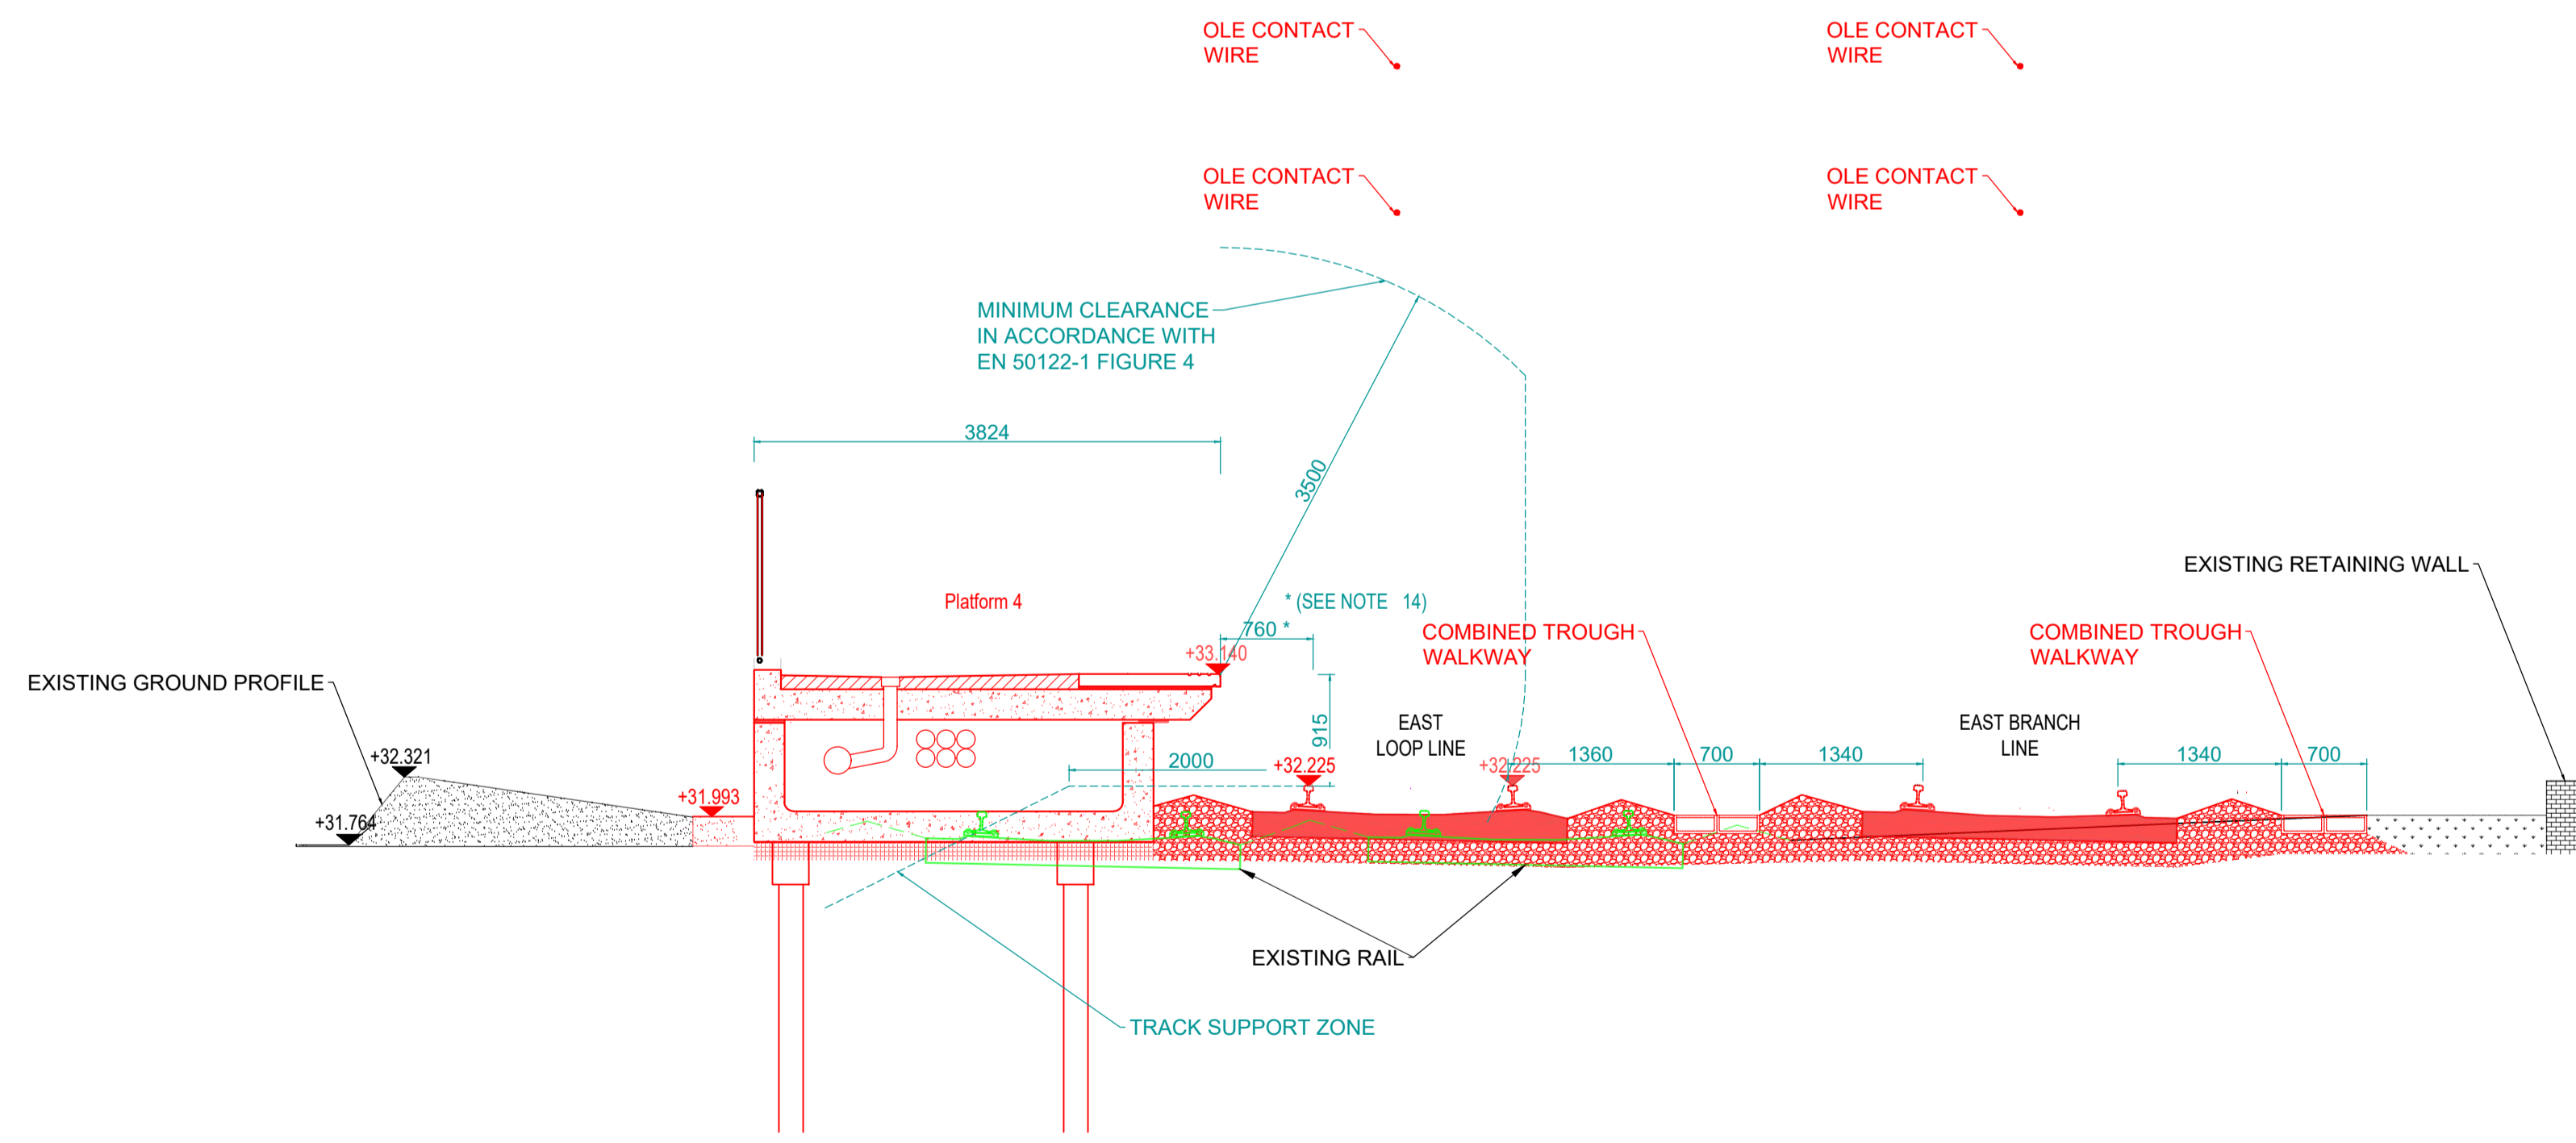 OLE CONTACT
WIRE
OLE CONTACT
WIRE
OLE CONTACT
WIRE
OLE CONTACT
WIRE
MINIMUM CLEARANCE
IN ACCORDANCE WITH
EN 50122-1 FIGURE 4
3824
3500
EXISTING RETAINING WALL
Platform 4
* (SEE NOTE 14)
760 *
COMBINED TROUGH
WALKWAY
COMBINED TROUGH
WALKWAY
+33.140
EXISTING GROUND PROFILE
915
EAST
LOOP LINE
EAST BRANCH
LINE
+32.321
2000
+32.225
+32.225
1360
700
1340
1340
700
+31.993
+31.764
EXISTING RAIL
TRACK SUPPORT ZONE